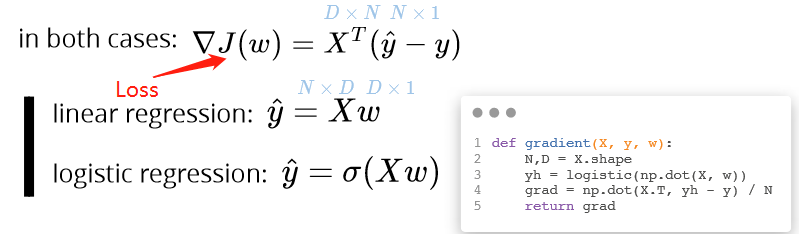 D × N N × 1
in both cases: ∇J(w) = X^T(ŷ − y)
Loss
N × D D × 1
linear regression: ŷ = Xw
logistic regression: ŷ = σ(Xw)
1 def gradient(X, y, w):
2     N,D = X.shape
3     yh = logistic(np.dot(X, w))
4     grad = np.dot(X.T, yh - y) / N
5     return grad